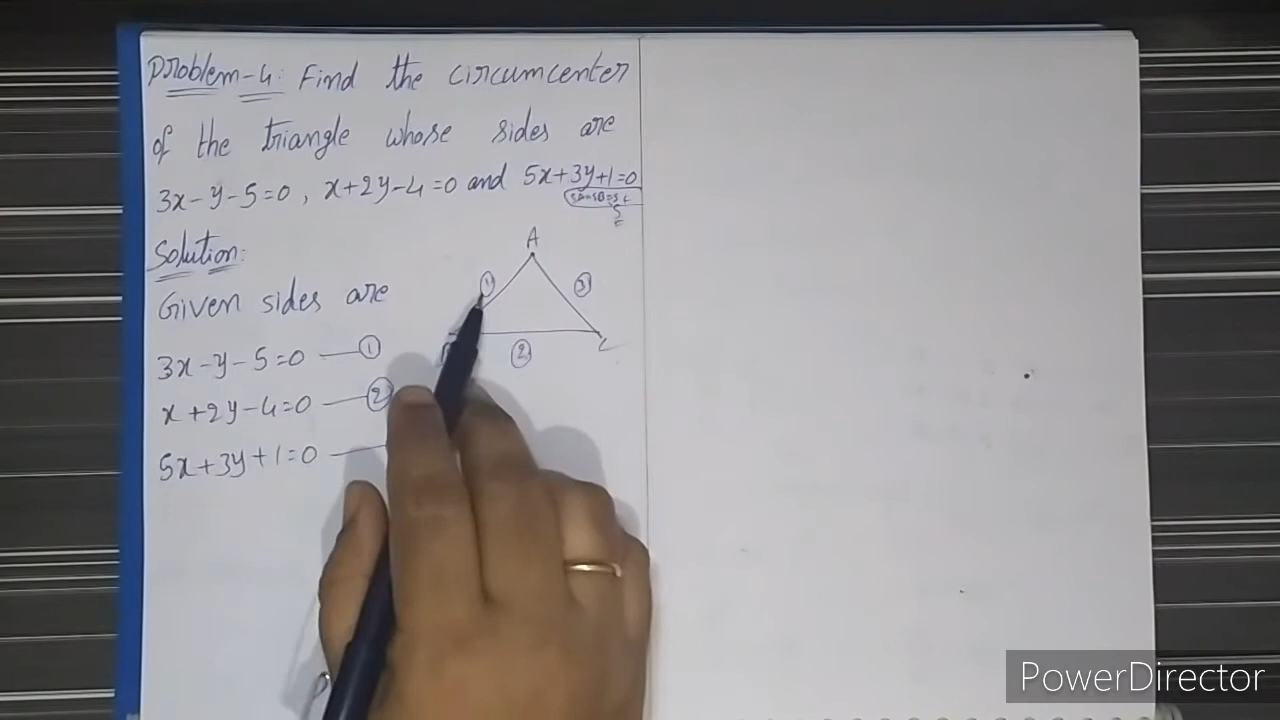 Problem-4: Find the circumcenter
of the triangle whose sides are
3x-y-5=0, x+2y-4=0 and 5x+3y+1=0
Solution:
A
Given sides are
1
3
3x-y-5=0 — 1
2
C
x+2y-4=0 — 2
5x+3y+1=0 —
PowerDirector